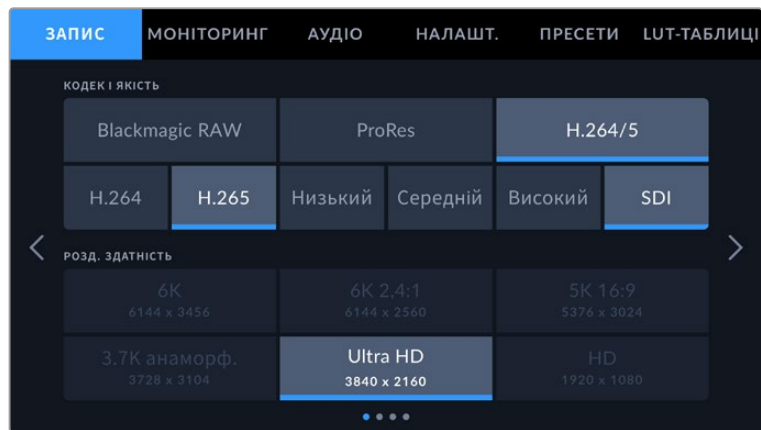 ЗАПИС МОНІТОРИНГ АУДІО НАЛАШТ. ПРЕСЕТИ LUT-ТАБЛИЦІ
КОДЕК І ЯКІСТЬ
Blackmagic RAW ProRes H.264/5
H.264 H.265 Низький Середній Високий SDI
РОЗД. ЗДАТНІСТЬ
6K 6K 2,4:1 5K 16:9
6144 x 3456 6144 x 2560 5376 x 3024
3.7K анаморф. Ultra HD HD
3728 x 3104 3840 x 2160 1920 x 1080